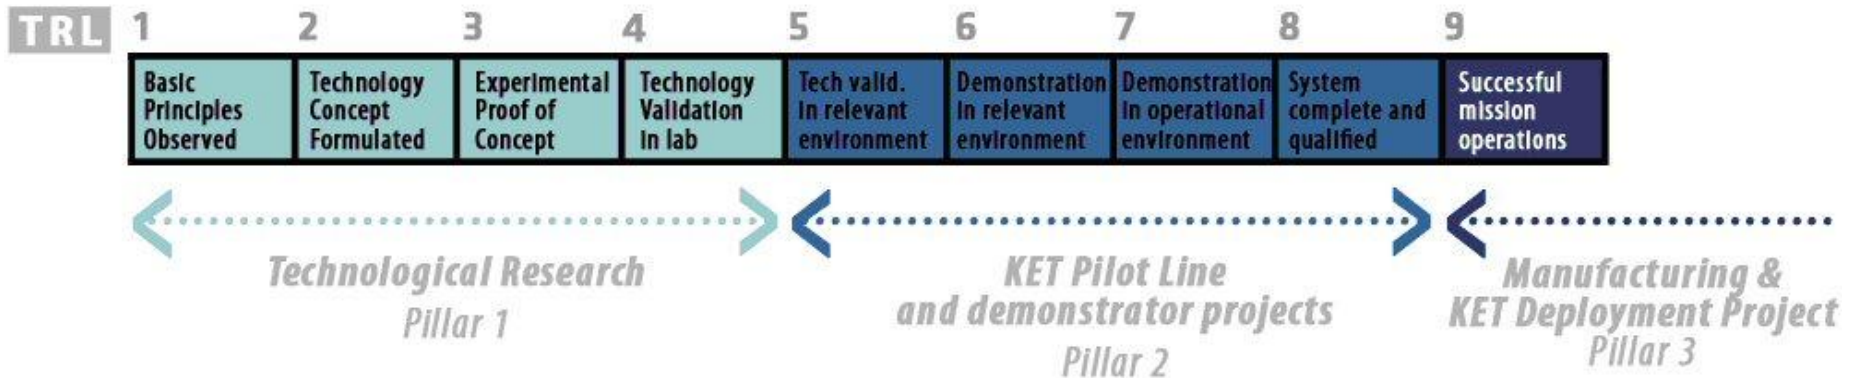 TRL 1 2 3 4 5 6 7 8 9
Basic
Principles
Observed
Technology
Concept
Formulated
Experimental
Proof of
Concept
Technology
Validation
in lab
Tech valid.
in relevant
environment
Demonstration
in relevant
environment
Demonstration
in operational
environment
System
complete and
qualified
Successful
mission
operations
Technological Research
Pillar 1
KET Pilot Line
and demonstrator projects
Pillar 2
Manufacturing &
KET Deployment Project
Pillar 3